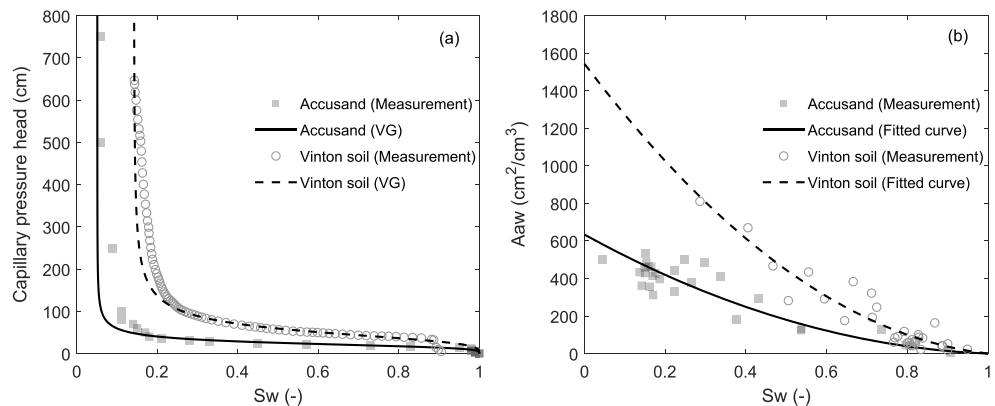 (a)
800
700
600
500
400
300
200
100
0
Capillary pressure head (cm)
Accusand (Measurement)
Accusand (VG)
Vinton soil (Measurement)
Vinton soil (VG)
0
0.2
0.4
0.6
0.8
1
Sw (-)
(b)
1800
1600
1400
1200
1000
800
600
400
200
0
Aaw (cm²/cm³)
Accusand (Measurement)
Accusand (Fitted curve)
Vinton soil (Measurement)
Vinton soil (Fitted curve)
0
0.2
0.4
0.6
0.8
1
Sw (-)